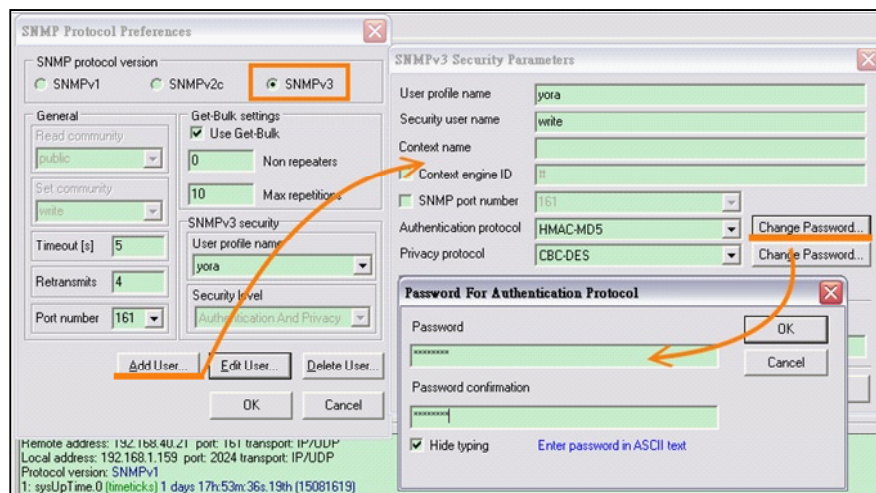 SNMP Protocol Preferences
SNMP protocol version
SNMPv1
SNMPv2c
SNMPv3
General
Read community
public
Set community
write
Timeout [s]
5
Retransmits
4
Port number
161
Get-Bulk settings
Use Get-Bulk
0
Non repeaters
10
Max repetitions
SNMPv3 security
User profile name
yora
Security level
Authentication And Privacy
Add User...
Edit User...
Delete User...
OK
Cancel
SNMPv3 Security Parameters
User profile name
yora
Security user name
write
Context name
Context engine ID
#
SNMP port number
161
Authentication protocol
HMAC-MD5
Change Password...
Privacy protocol
CBC-DES
Change Password...
Password For Authentication Protocol
Password
********
OK
Cancel
Password confirmation
********
Hide typing
Enter password in ASCII text
Remote address: 192.168.40.21 port: 161 transport: IP/UDP
Local address: 192.168.1.159 port: 2024 transport: IP/UDP
Protocol version: SNMPv1
1: sysUpTime.0 (timeticks) 1 days 17h:53m:36s.19th (15081619)